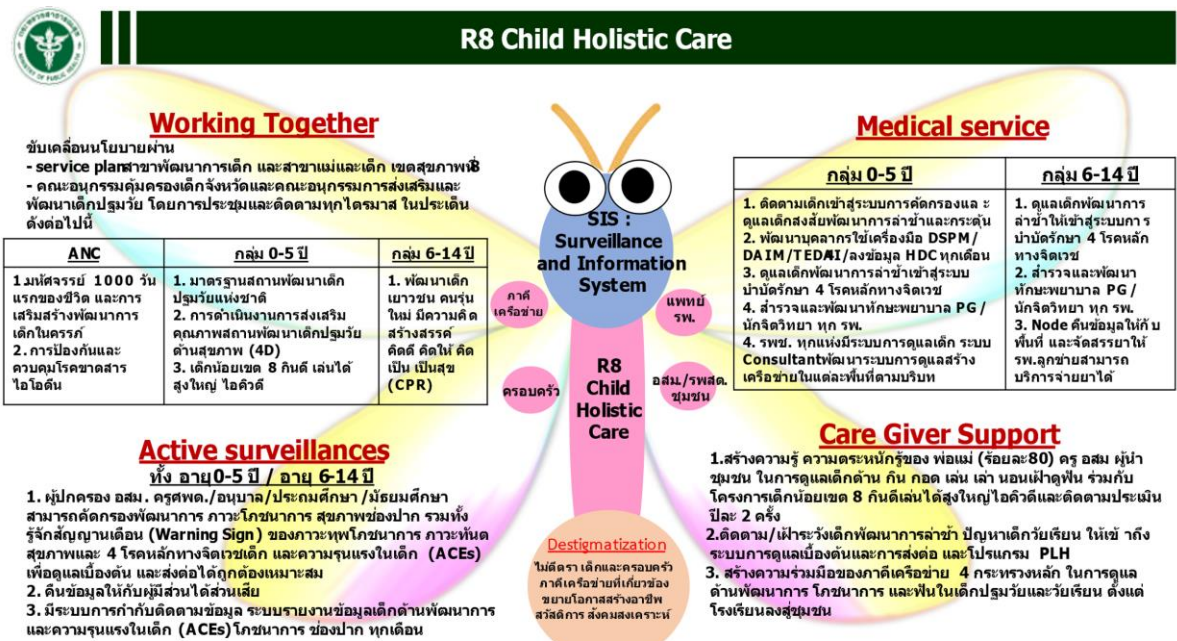 R8 Child Holistic Care
Working Together
ขับเคลื่อนนโยบายผ่าน
- service planสาขาพัฒนาการเด็ก และสาขาแม่และเด็ก เขตสุขภาพที่8
- คณะอนุกรรมคุ้มครองเด็กจังหวัดและคณะอนุกรรมการส่งเสริมและ
พัฒนาเด็กปฐมวัย โดยการประชุมและติดตามทุกไตรมาส ในประเด็น
ดังต่อไปนี้
ANC
1.มหัศจรรย์ 1000 วัน
แรกของชีวิต และการ
เสริมสร้างพัฒนาการ
เด็กในครรภ์
2. การป้องกันและ
ควบคุมโรคขาดสาร
ไอโอดีน
กลุ่ม 0-5 ปี
1. มาตรฐานสถานพัฒนาเด็ก
ปฐมวัยแห่งชาติ
2. การดำเนินงานการส่งเสริม
คุณภาพสถานพัฒนาเด็กปฐมวัย
ด้านสุขภาพ (4D)
3. เด็กน้อยเขต 8 กินดี เล่นได้
สูงใหญ่ ไอคิวดี
กลุ่ม 6-14 ปี
1. พัฒนาเด็ก
เยาวชน คนรุ่น
ใหม่ มีความคิด
สร้างสรรค์
คิดดี คิดให้ คิด
เป็น เป็นสุข
(CPR)
Active surveillances
ทั้ง อายุ0-5 ปี / อายุ 6-14 ปี
1. ผู้ปกครอง อสม. ครูศพด./อนุบาล/ประถมศึกษา /มัธยมศึกษา
สามารถคัดกรองพัฒนาการ ภาวะโภชนาการ สุขภาพช่องปาก รวมทั้ง
รู้จักสัญญานเตือน (Warning Sign) ของภาวะทุพโภชนาการ ภาวะทันต
สุขภาพและ 4 โรคหลักทางจิตเวชเด็ก และความรุนแรงในเด็ก (ACEs)
เพื่อดูแลเบื้องต้น และส่งต่อได้ถูกต้องเหมาะสม
2. คืนข้อมูลให้กับผู้มีส่วนได้ส่วนเสีย
3. มีระบบการกำกับติดตามข้อมูล ระบบรายงานข้อมูลเด็กด้านพัฒนาการ
และความรุนแรงในเด็ก (ACEs) โภชนาการ ช่องปาก ทุกเดือน
SIS :
Surveillance
and Information
System
ภาคี
เครือข่าย
แพทย์
รพ.
ครอบครัว
อสม./รพสต.
ชุมชน
R8
Child
Holistic
Care
Destigmatization
ไม่ตีตรา เด็กและครอบครัว
ภาคีเครือข่ายที่เกี่ยวข้อง
ขยายโอกาสสร้างอาชีพ
สวัสดิการ สังคมสงเคราะห์
Medical service
กลุ่ม 0-5 ปี
1. ติดตามเด็กเข้าสู่ระบบการคัดกรองและ
ดูแลเด็กสงสัยพัฒนาการล่าช้าและกระตุ้น
2. พัฒนาบุคลากรใช้เครื่องมือ DSPM/
DAIM/TEDA4I/ลงข้อมูล HDC ทุกเดือน
3. ดูแลเด็กพัฒนาการล่าช้าเข้าสู่ระบบ
บำบัดรักษา 4 โรคหลักทางจิตเวช
4. สำรวจและพัฒนาทักษะพยาบาล PG /
นักจิตวิทยา ทุก รพ.
4. รพช. ทุกแห่งมีระบบการดูแลเด็ก ระบบ
Consultantพัฒนาระบบการดูแลสร้าง
เครือข่ายในแต่ละพื้นที่ตามบริบท
กลุ่ม 6-14 ปี
1. ดูแลเด็กพัฒนาการ
ล่าช้าให้เข้าสู่ระบบการ
บำบัดรักษา 4 โรคหลัก
ทางจิตเวช
2. สำรวจและพัฒนา
ทักษะพยาบาล PG /
นักจิตวิทยา ทุก รพ.
3. Node คืนข้อมูลให้กับ
พื้นที่ และจัดสรรยาให้
รพ.ลูกข่ายสามารถ
บริการจ่ายยาได้
Care Giver Support
1.สร้างความรู้ ความตระหนักรู้ของ พ่อแม่ (ร้อยละ80) ครู อสม ผู้นำ
ชุมชน ในการดูแลเด็กด้าน กิน กอด เล่น เล่า นอนเฝ้าดูฟัน ร่วมกับ
โครงการเด็กน้อยเขต 8 กินดีเล่นได้สูงใหญ่ไอคิวดีและติดตามประเมิน
ปีละ 2 ครั้ง
2.ติดตาม/เฝ้าระวังเด็กพัฒนาการล่าช้า ปัญหาเด็กวัยเรียน ให้เข้าถึง
ระบบการดูแลเบื้องต้นและการส่งต่อ และโปรแกรม PLH
3. สร้างความร่วมมือของภาคีเครือข่าย 4 กระทรวงหลัก ในการดูแล
ด้านพัฒนาการ โภชนาการ และฟันในเด็กปฐมวัยและวัยเรียน ตั้งแต่
โรงเรียนลงสู่ชุมชน